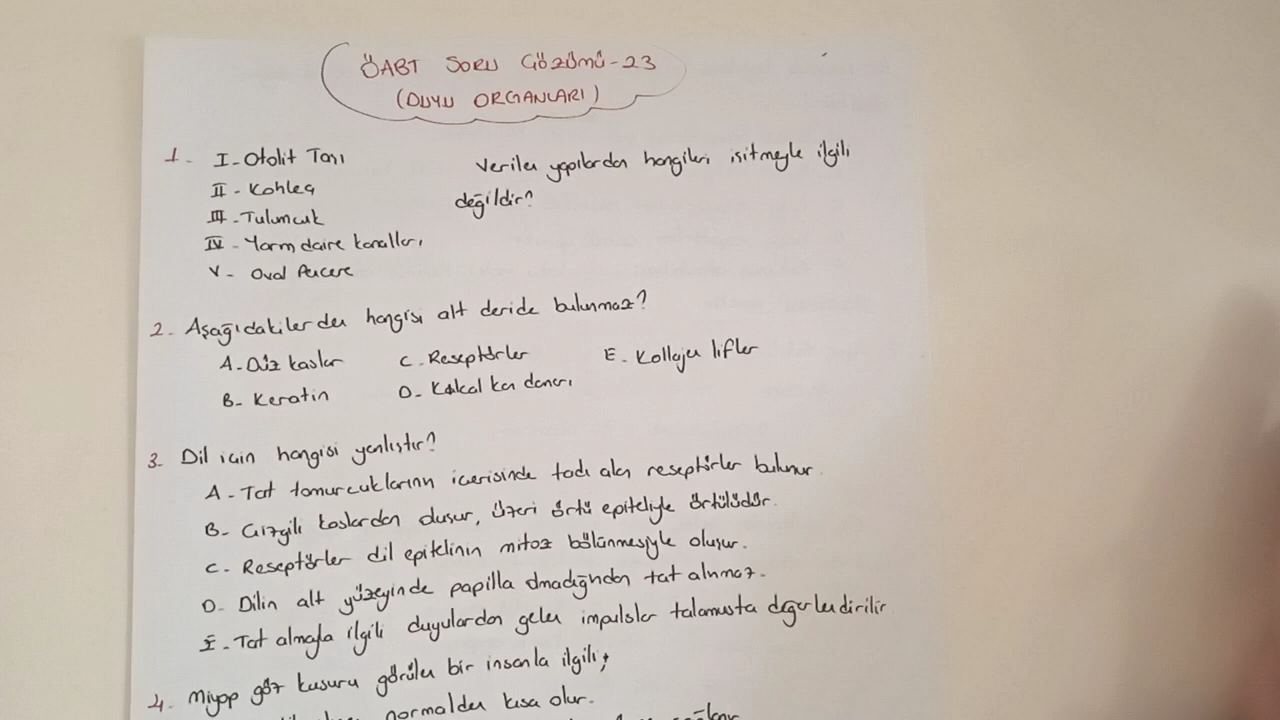 ÖABT SORU ÇÖZÜMÜ-23
(DUYU ORGANLARI)
1- I-Otolit Taşı
Verilen yapılardan hangileri işitmeyle ilgili
II - Kohlea
değildir?
III -Tulumcuk
IV - Yarım daire kanalları
V - Oval Pencere
2- Aşağıdakilerden hangisi alt deride bulunmaz?
A-Düz kaslar C-Reseptörler E- Kollajen lifler
B- Keratin D- Kılcal kan damarı
3- Dil için hangisi yanlıştır?
A-Tat tomurcuklarının içerisinde tadı alan reseptörler bulunur.
B- Çizgili kaslardan oluşur, üzeri örtü epiteliyle örtülüdür.
C- Reseptörler dil epitelinin mitoz bölünmesiyle oluşur.
D- Dilin alt yüzeyinde papilla olmadığından tat alınmaz.
E-Tat almayla ilgili duyulardan gelen impulslar talamusta değerlendirilir
4. Miyop göz kusuru görülen bir insanla ilgili;
normalden kısa olur.